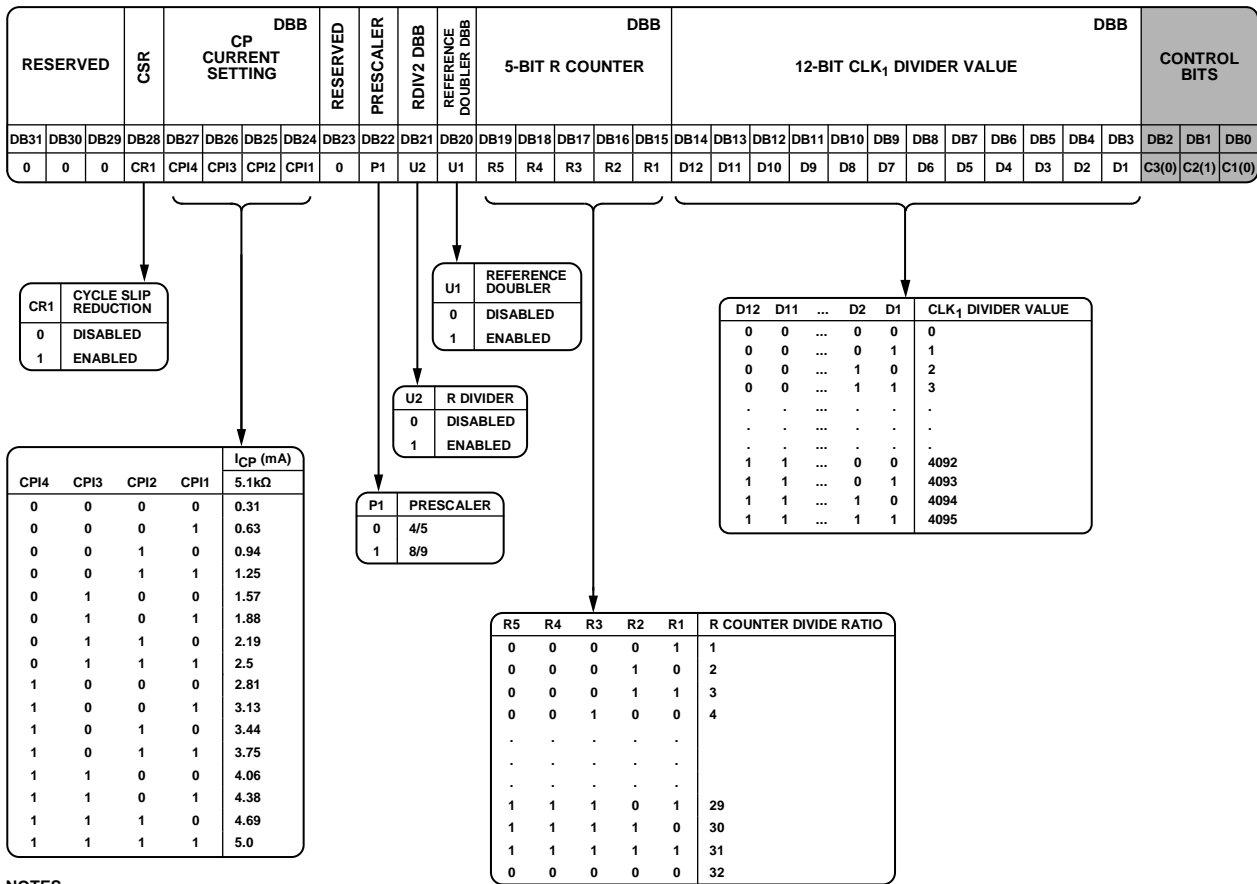 RESERVED
CSR
DBB
CP
CURRENT
SETTING
RESERVED
PRESCALER
RDIV2 DBB
REFERENCE
DOUBLER DBB
DBB
5-BIT R COUNTER
DBB
12-BIT CLK1 DIVIDER VALUE
CONTROL
BITS
DB31 DB30 DB29 DB28 DB27 DB26 DB25 DB24 DB23 DB22 DB21 DB20 DB19 DB18 DB17 DB16 DB15 DB14 DB13 DB12 DB11 DB10 DB9 DB8 DB7 DB6 DB5 DB4 DB3 DB2 DB1 DB0
0 0 0 CR1 CPI4 CPI3 CPI2 CPI1 0 P1 U2 U1 R5 R4 R3 R2 R1 D12 D11 D10 D9 D8 D7 D6 D5 D4 D3 D2 D1 C3(0) C2(1) C1(0)
CR1 CYCLE SLIP
REDUCTION
0 DISABLED
1 ENABLED
U1 REFERENCE
DOUBLER
0 DISABLED
1 ENABLED
U2 R DIVIDER
0 DISABLED
1 ENABLED
P1 PRESCALER
0 4/5
1 8/9
ICP (mA)
CPI4 CPI3 CPI2 CPI1 5.1kΩ
0 0 0 0 0.31
0 0 0 1 0.63
0 0 1 0 0.94
0 0 1 1 1.25
0 1 0 0 1.57
0 1 0 1 1.88
0 1 1 0 2.19
0 1 1 1 2.5
1 0 0 0 2.81
1 0 0 1 3.13
1 0 1 0 3.44
1 0 1 1 3.75
1 1 0 0 4.06
1 1 0 1 4.38
1 1 1 0 4.69
1 1 1 1 5.0
D12 D11 ... D2 D1 CLK1 DIVIDER VALUE
0 0 ... 0 0 0
0 0 ... 0 1 1
0 0 ... 1 0 2
0 0 ... 1 1 3
. . ... . . .
. . ... . . .
. . ... . . .
1 1 ... 0 0 4092
1 1 ... 0 1 4093
1 1 ... 1 0 4094
1 1 ... 1 1 4095
R5 R4 R3 R2 R1 R COUNTER DIVIDE RATIO
0 0 0 0 1 1
0 0 0 1 0 2
0 0 0 1 1 3
0 0 1 0 0 4
. . . . .
. . . . .
. . . . .
1 1 1 0 1 29
1 1 1 1 0 30
1 1 1 1 1 31
0 0 0 0 0 32
NOTES